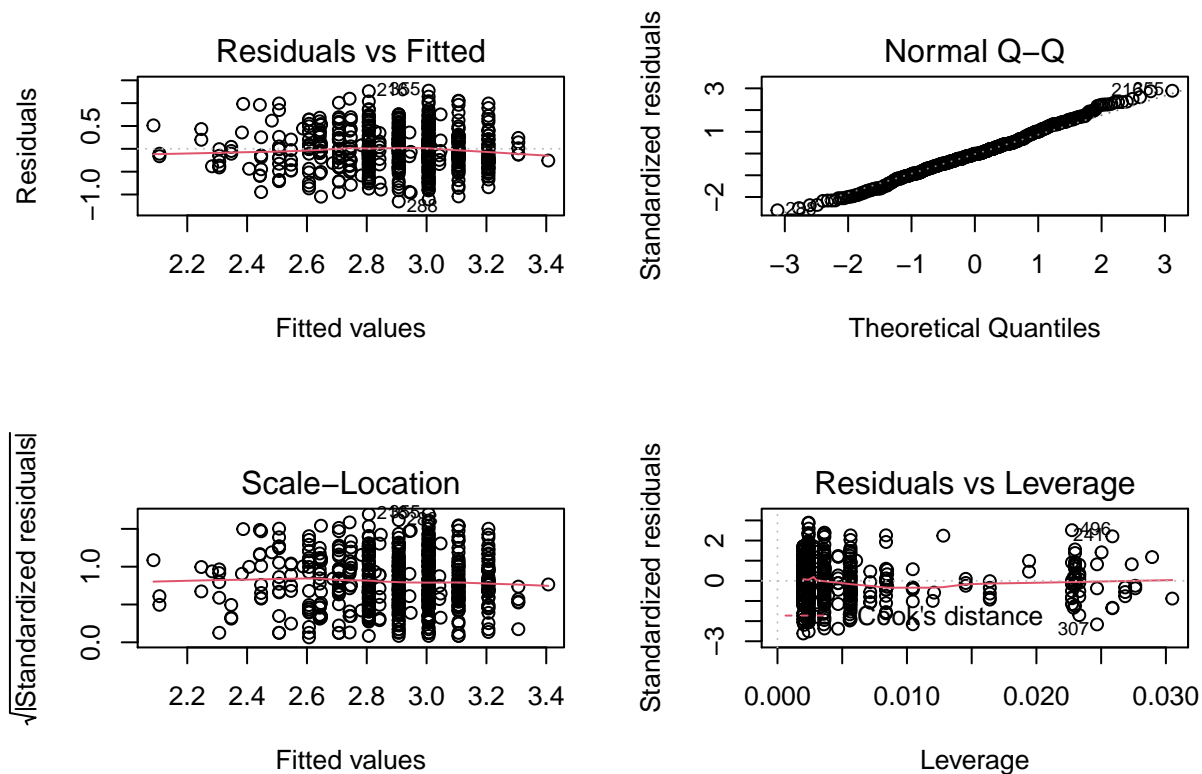 Residuals vs Fitted
Residuals
0.5
−1.0
355
288
2.2 2.4 2.6 2.8 3.0 3.2 3.4
Fitted values
Normal Q−Q
Standardized residuals
3
1
−2
−3 −2 −1 0 1 2 3
Theoretical Quantiles
Scale−Location
√|Standardized residuals|
1.0
0.0
2.2 2.4 2.6 2.8 3.0 3.2 3.4
Fitted values
Residuals vs Leverage
Standardized residuals
2
0
−3
496
241
Cook's distance
307
0.000 0.010 0.020 0.030
Leverage